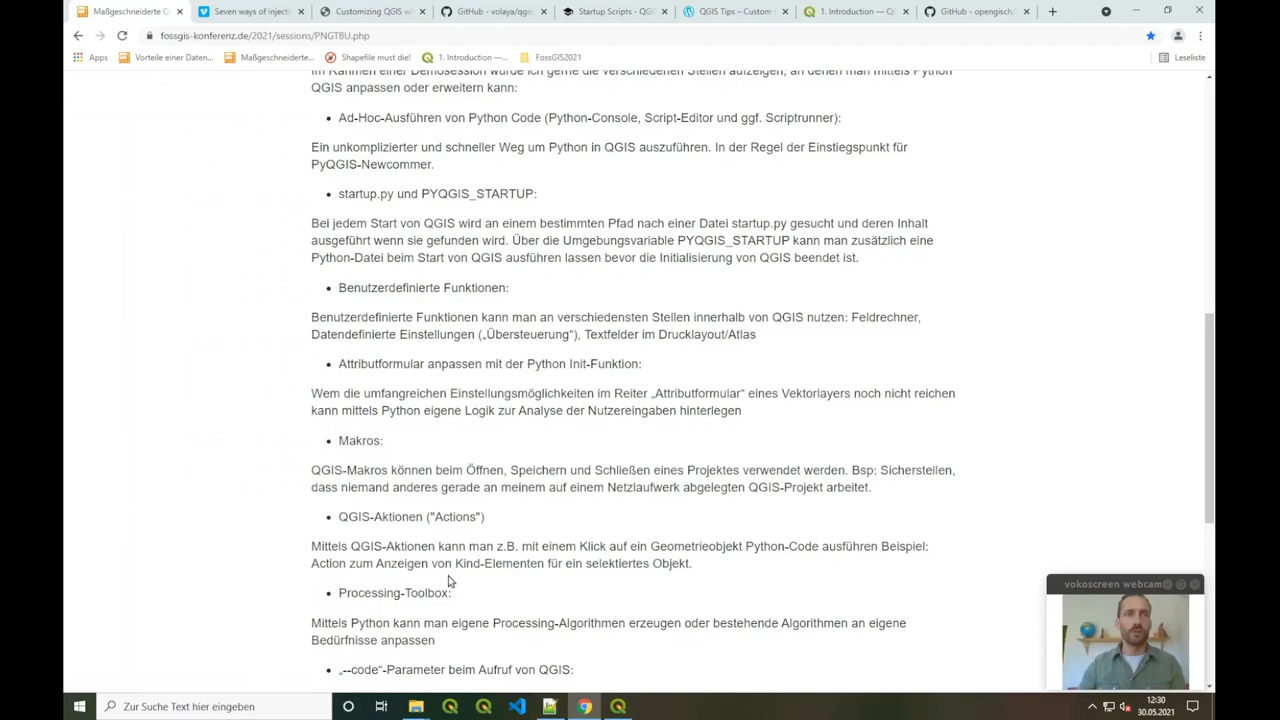 Maßgeschneiderte Q
Seven ways of injecti
Customizing QGIS w
GitHub - volaya/qgis
Startup Scripts - QG
QGIS Tips – Custom
1. Introduction — Q
GitHub - opengisch/
fossgis-konferenz.de/2021/sessions/PNGTBU.php
Apps
Vorteile einer Daten...
Maßgeschneiderte...
Shapefile must die!
1. Introduction —...
FossGIS2021
Leseliste
Im Rahmen einer Demosession würde ich gerne die verschiedenen Stellen aufzeigen, an denen man mittels Python
QGIS anpassen oder erweitern kann:
• Ad-Hoc-Ausführen von Python Code (Python-Console, Script-Editor und ggf. Scriptrunner):
Ein unkomplizierter und schneller Weg um Python in QGIS auszuführen. In der Regel der Einstiegspunkt für
PyQGIS-Newcommer.
• startup.py und PYQGIS_STARTUP:
Bei jedem Start von QGIS wird an einem bestimmten Pfad nach einer Datei startup.py gesucht und deren Inhalt
ausgeführt wenn sie gefunden wird. Über die Umgebungsvariable PYQGIS_STARTUP kann man zusätzlich eine
Python-Datei beim Start von QGIS ausführen lassen bevor die Initialisierung von QGIS beendet ist.
• Benutzerdefinierte Funktionen:
Benutzerdefinierte Funktionen kann man an verschiedensten Stellen innerhalb von QGIS nutzen: Feldrechner,
Datendefinierte Einstellungen („Übersteuerung“), Textfelder im Drucklayout/Atlas
• Attributformular anpassen mit der Python Init-Funktion:
Wem die umfangreichen Einstellungsmöglichkeiten im Reiter „Attributformular“ eines Vektorlayers noch nicht reichen
kann mittels Python eigene Logik zur Analyse der Nutzereingaben hinterlegen
• Makros:
QGIS-Makros können beim Öffnen, Speichern und Schließen eines Projektes verwendet werden. Bsp: Sicherstellen,
dass niemand anderes gerade an meinem auf einem Netzlaufwerk abgelegten QGIS-Projekt arbeitet.
• QGIS-Aktionen ("Actions")
Mittels QGIS-Aktionen kann man z.B. mit einem Klick auf ein Geometrieobjekt Python-Code ausführen Beispiel:
Action zum Anzeigen von Kind-Elementen für ein selektiertes Objekt.
• Processing-Toolbox:
Mittels Python kann man eigene Processing-Algorithmen erzeugen oder bestehende Algorithmen an eigene
Bedürfnisse anpassen
• „--code“-Parameter beim Aufruf von QGIS:
vokoscreen webcam
Zur Suche Text hier eingeben
12:30
30.05.2021